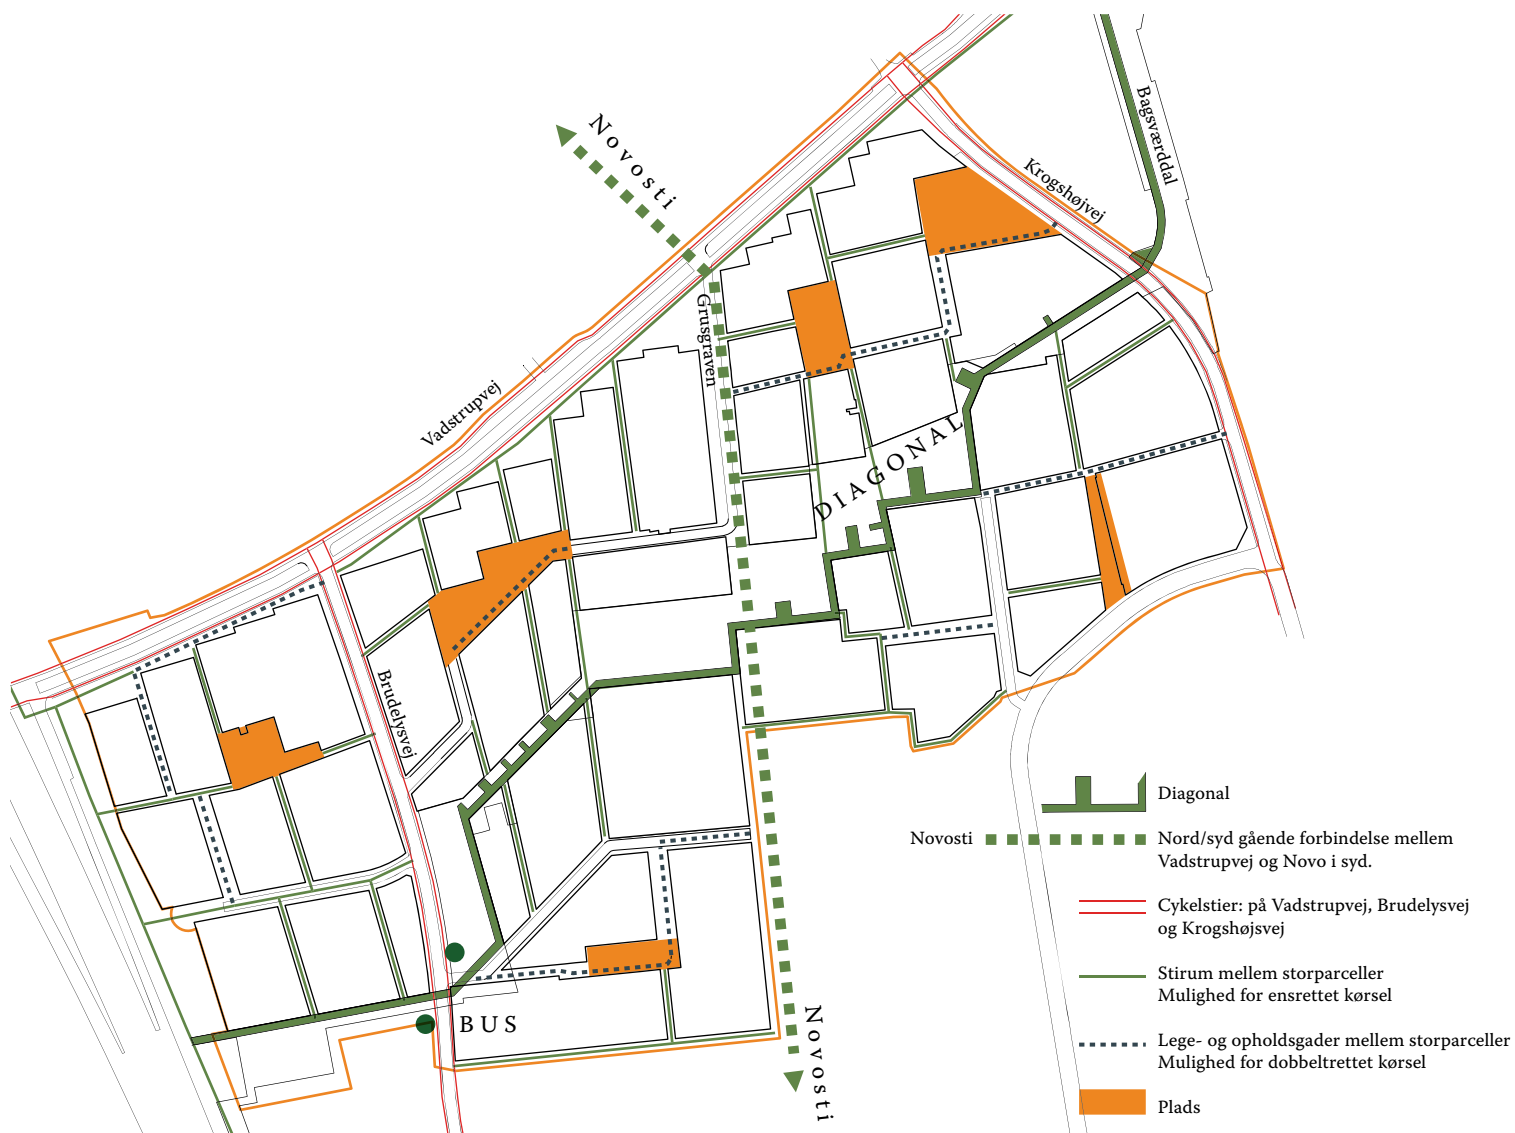 Novosti
Bagsværddal
Krogshøjvej
Grusgraven
Vadstrupvej
DIAGONAL
Brudelysvej
BUS
Novosti
Diagonal
Novosti
Nord/syd gående forbindelse mellem
Vadstrupvej og Novo i syd.
Cykelstier: på Vadstrupvej, Brudelysvej
og Krogshøjsvej
Stirum mellem storparceller
Mulighed for ensrettet kørsel
Lege- og opholdsgader mellem storparceller
Mulighed for dobbeltrettet kørsel
Plads